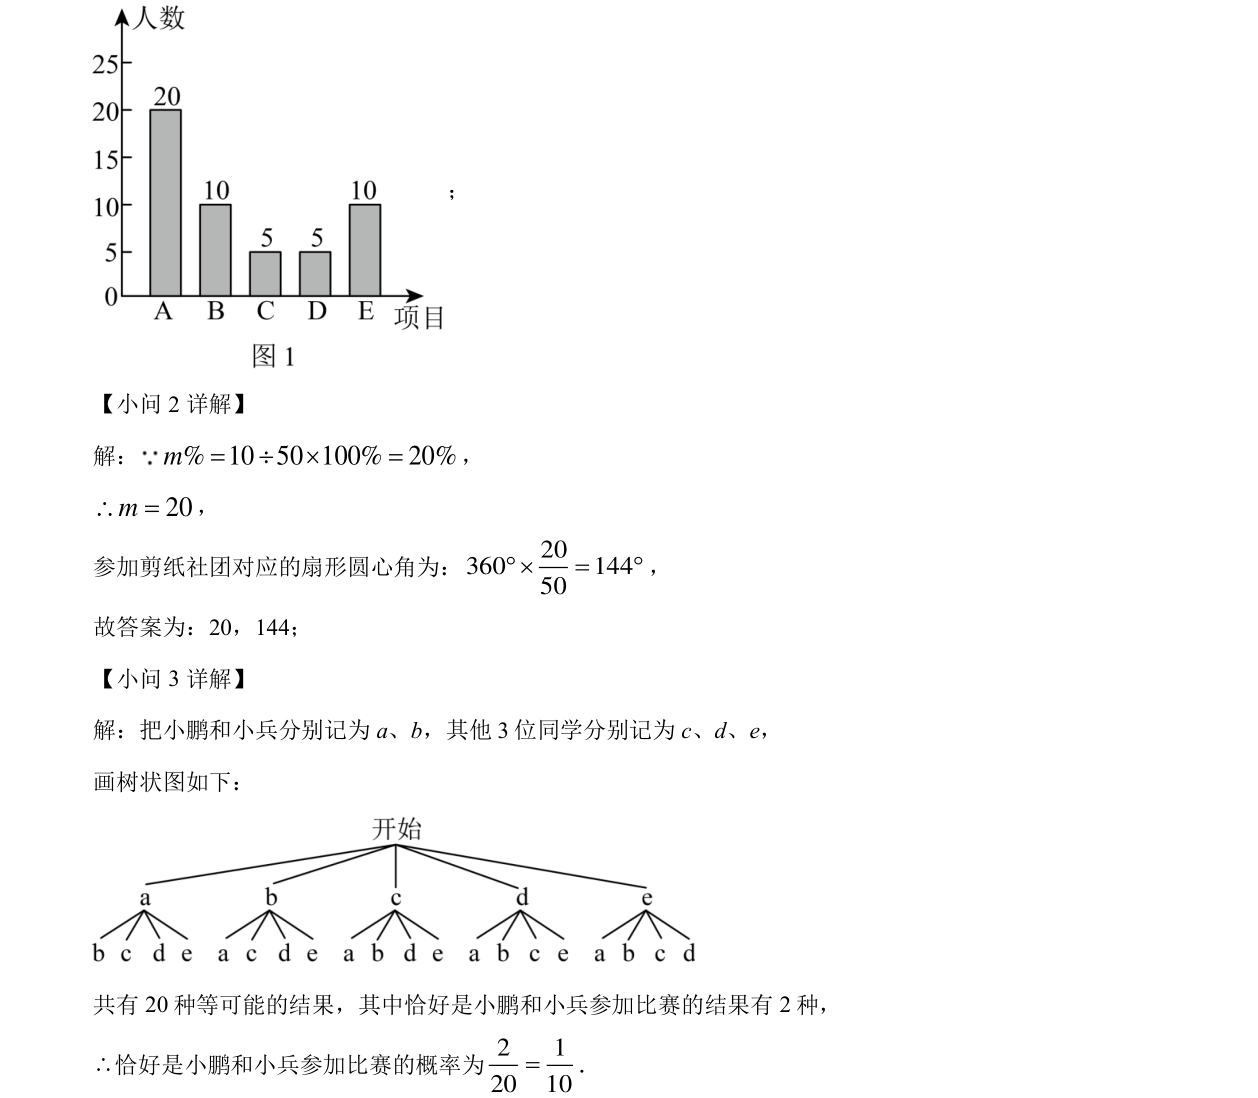 人数
25
20
20
15
10
10
10
5
5
5
0
A B C D E 项目
；
图 1
【小问 2 详解】
解：∵m% = 10÷50×100% = 20%，
∴m = 20，
参加剪纸社团对应的扇形圆心角为：360°×20/50=144°，
故答案为：20，144；
【小问 3 详解】
解：把小鹏和小兵分别记为 a、b，其他 3 位同学分别记为 c、d、e，
画树状图如下：
开始
a b c d e
b c d e a c d e a b d e a b c e a b c d
共有 20 种等可能的结果，其中恰好是小鹏和小兵参加比赛的结果有 2 种，
∴恰好是小鹏和小兵参加比赛的概率为2/20=1/10．